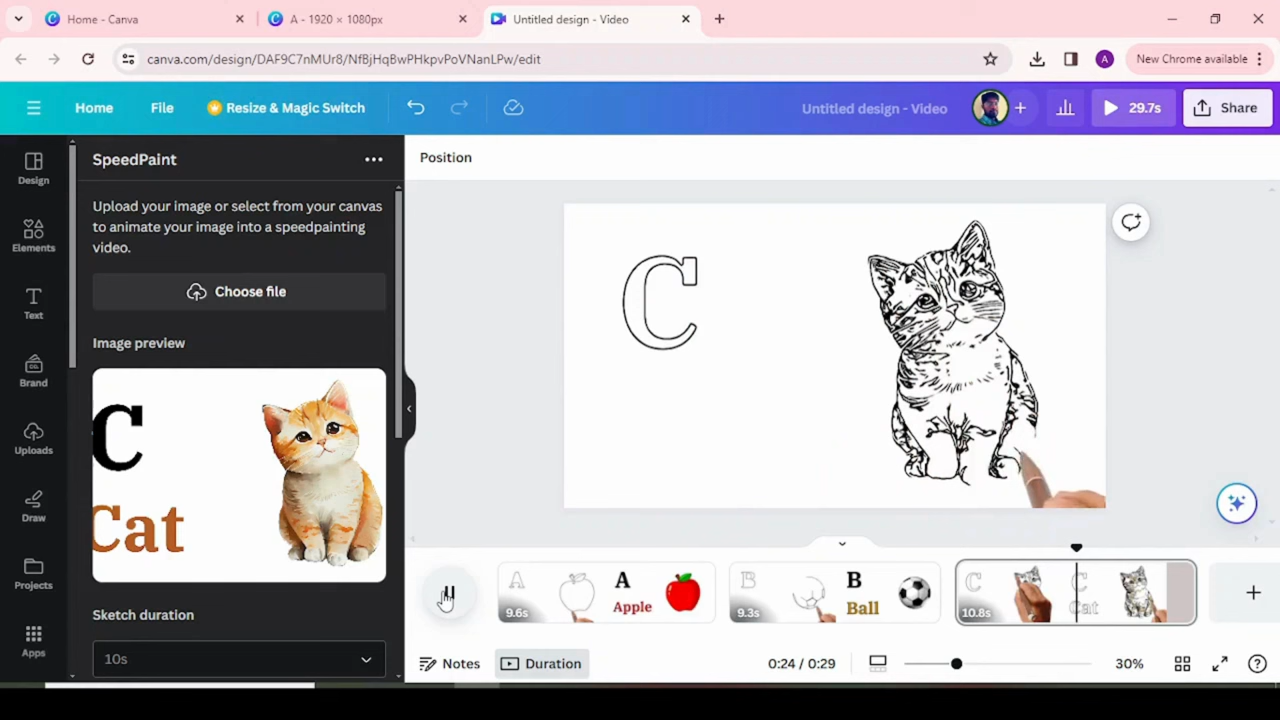 Home - Canva
A - 1920 × 1080px
Untitled design - Video
canva.com/design/DAF9C7nMUr8/NfBjHqBwPHkpvPoVNanLPw/edit
A
New Chrome available
Home
File
Resize & Magic Switch
Untitled design - Video
29.7s
Share
Design
Elements
Text
Brand
Uploads
Draw
Projects
Apps
SpeedPaint
Upload your image or select from your canvas
to animate your image into a speedpainting
video.
Choose file
Image preview
C
Cat
Sketch duration
10s
Position
C
A
A
Apple
9.6s
B
B
Ball
9.3s
C
C
Cat
10.8s
Notes
Duration
0:24 / 0:29
30%